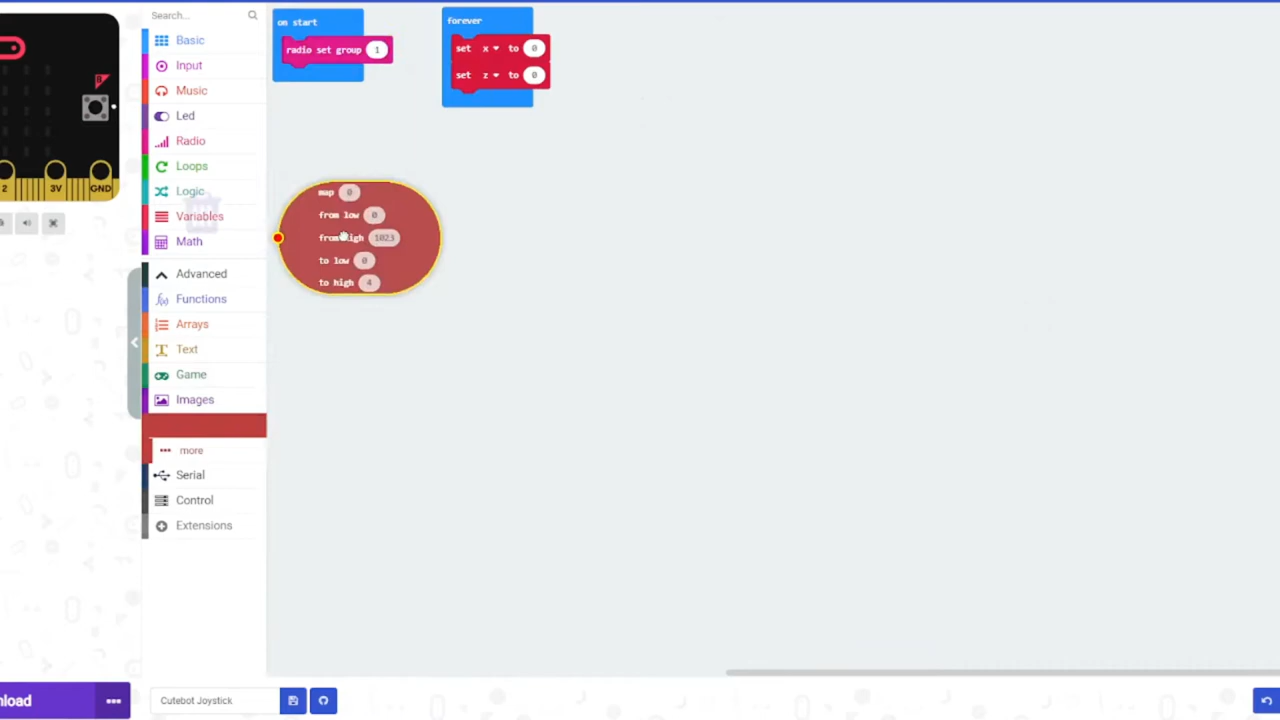 Search...
Basic
Input
Music
Led
Radio
Loops
Logic
Variables
Math
Advanced
Functions
Arrays
Text
Game
Images
more
Serial
Control
Extensions
on start
radio set group 1
forever
set x to 0
set z to 0
map 0
from low 0
from high 1023
to low 0
to high 4
B
2 3V GND
nload
Cutebot Joystick